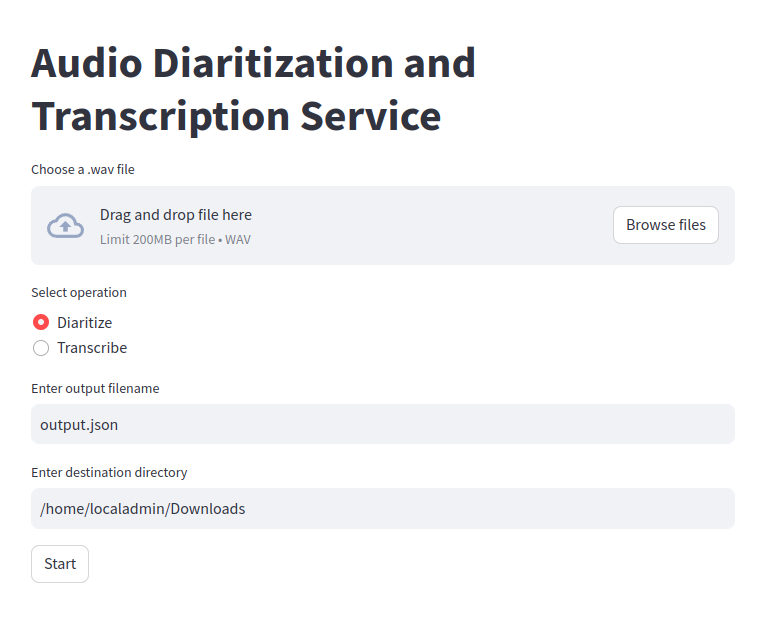 Audio Diaritization and
Transcription Service
Choose a .wav file
Drag and drop file here
Limit 200MB per file • WAV
Browse files
Select operation
Diaritize
Transcribe
Enter output filename
output.json
Enter destination directory
/home/localadmin/Downloads
Start